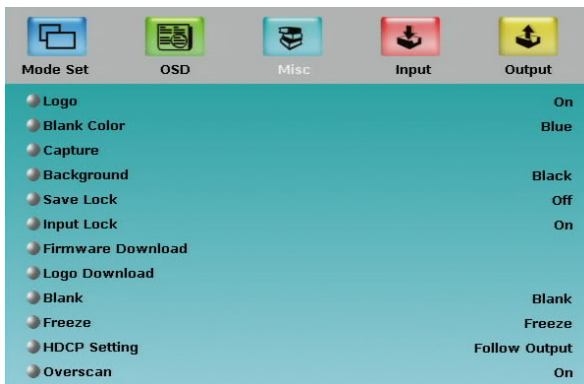 Mode Set OSD Misc Input Output
Logo On
Blank Color Blue
Capture
Background Black
Save Lock Off
Input Lock On
Firmware Download
Logo Download
Blank Blank
Freeze Freeze
HDCP Setting Follow Output
Overscan On